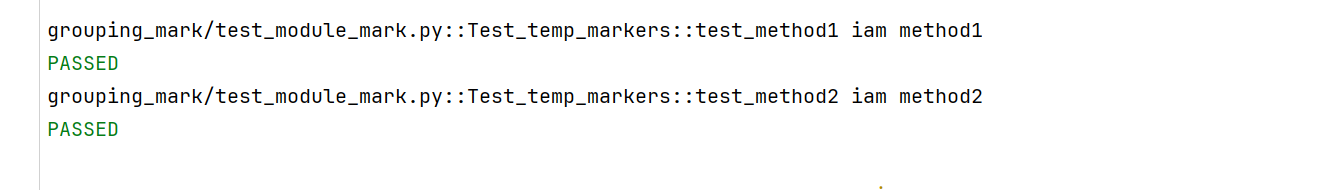 grouping_mark/test_module_mark.py::Test_temp_markers::test_method1 iam method1
PASSED
grouping_mark/test_module_mark.py::Test_temp_markers::test_method2 iam method2
PASSED